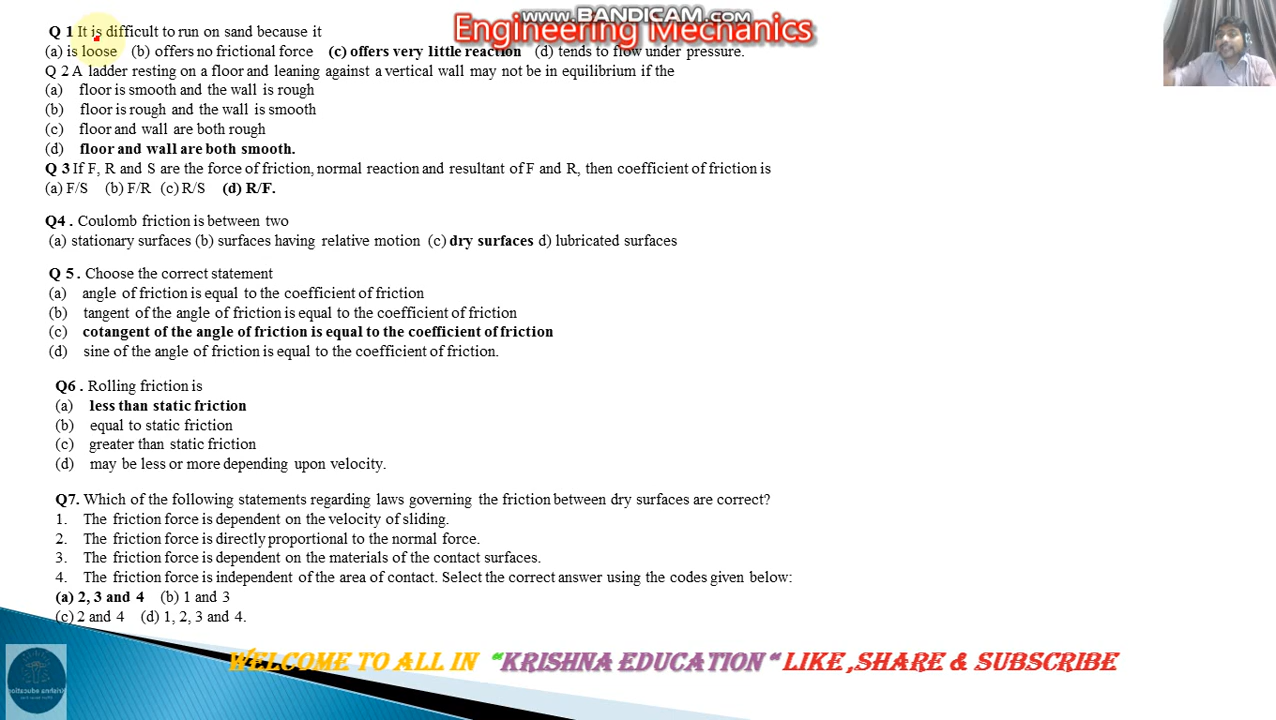 www.BANDICAM.com
Engineering Mechanics
Q 1 It is difficult to run on sand because it
(a) is loose (b) offers no frictional force (c) offers very little reaction (d) tends to flow under pressure.
Q 2 A ladder resting on a floor and leaning against a vertical wall may not be in equilibrium if the
(a) floor is smooth and the wall is rough
(b) floor is rough and the wall is smooth
(c) floor and wall are both rough
(d) floor and wall are both smooth.
Q 3 If F, R and S are the force of friction, normal reaction and resultant of F and R, then coefficient of friction is
(a) F/S (b) F/R (c) R/S (d) R/F.
Q4 . Coulomb friction is between two
(a) stationary surfaces (b) surfaces having relative motion (c) dry surfaces d) lubricated surfaces
Q 5 . Choose the correct statement
(a) angle of friction is equal to the coefficient of friction
(b) tangent of the angle of friction is equal to the coefficient of friction
(c) cotangent of the angle of friction is equal to the coefficient of friction
(d) sine of the angle of friction is equal to the coefficient of friction.
Q6 . Rolling friction is
(a) less than static friction
(b) equal to static friction
(c) greater than static friction
(d) may be less or more depending upon velocity.
Q7. Which of the following statements regarding laws governing the friction between dry surfaces are correct?
1. The friction force is dependent on the velocity of sliding.
2. The friction force is directly proportional to the normal force.
3. The friction force is dependent on the materials of the contact surfaces.
4. The friction force is independent of the area of contact. Select the correct answer using the codes given below:
(a) 2, 3 and 4 (b) 1 and 3
(c) 2 and 4 (d) 1, 2, 3 and 4.
WELCOME TO ALL IN "KRISHNA EDUCATION" LIKE ,SHARE & SUBSCRIBE